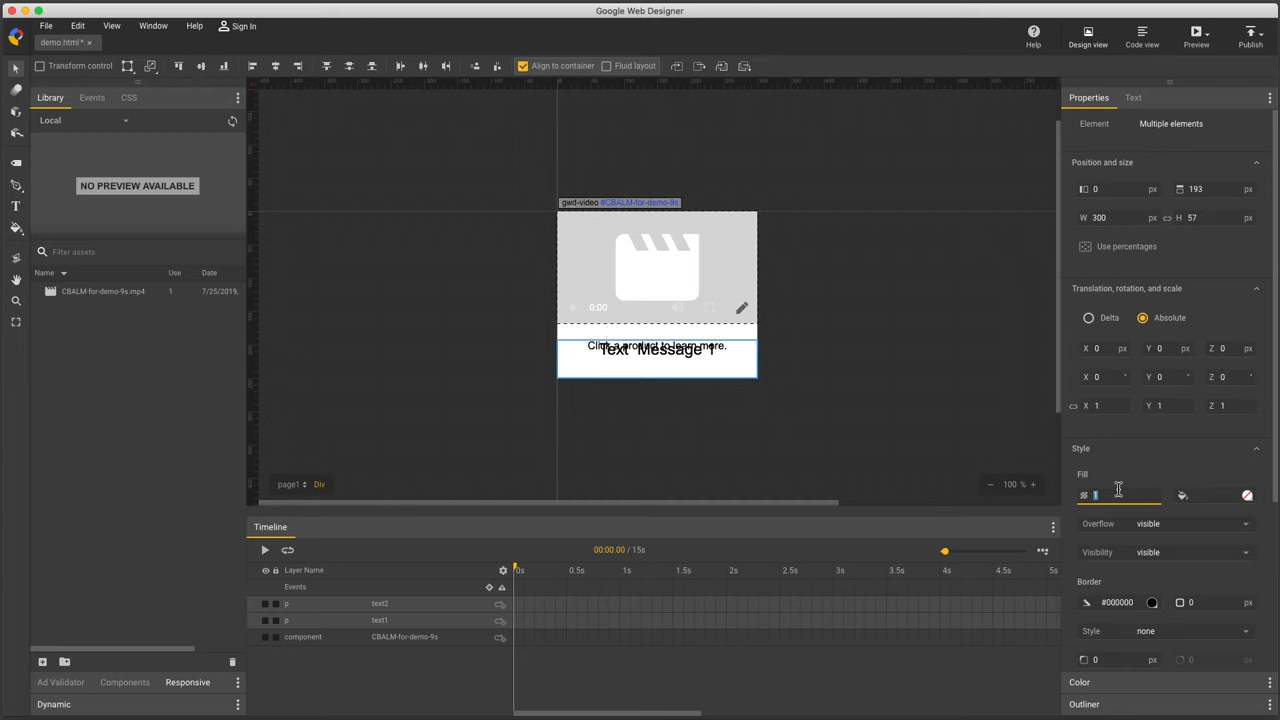 Google Web Designer
File Edit View Window Help Sign In
demo.html* ×
Help Design view Code view Preview Publish
Transform control Align to container Fluid layout
Library Events CSS
Local
NO PREVIEW AVAILABLE
Filter assets
Name Use Date
CBALM-for-demo-9s.mp4 1 7/25/2019,
gwd-video #CBALM-for-demo-9s
0:00
Click a product to learn more.
Text Message 1
page1 Div
100 %
Properties Text
Element Multiple elements
Position and size
0 px 193 px
W 300 px H 57 px
Use percentages
Translation, rotation, and scale
Delta Absolute
X 0 px Y 0 px Z 0 px
X 0 ° Y 0 ° Z 0 °
X 1 Y 1 Z 1
Style
Fill
1
Overflow visible
Visibility visible
Border
#000000 0 px
Style none
0 px 0 px
Color
Outliner
Timeline
00:00.00 / 15s
Layer Name 0s 0.5s 1s 1.5s 2s 2.5s 3s 3.5s 4s 4.5s 5s
Events
p text2
p text1
component CBALM-for-demo-9s
Ad Validator Components Responsive
Dynamic